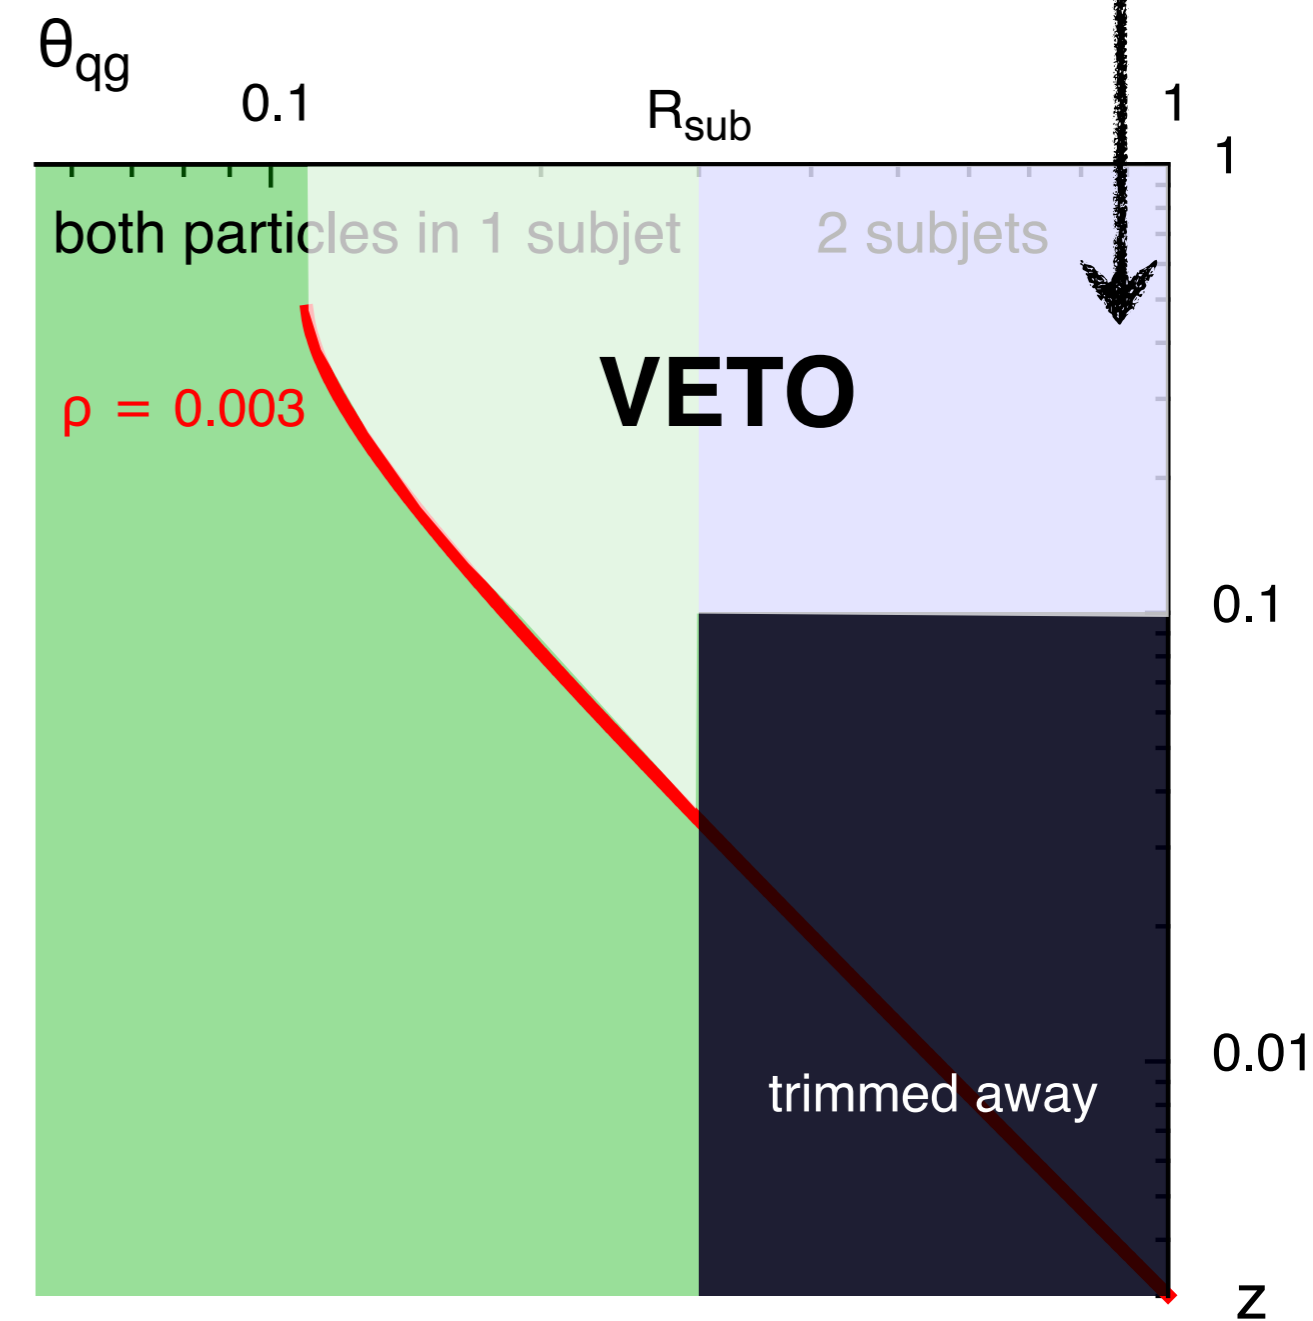 θqg
0.1 Rsub 1
1
both particles in 1 subjet 2 subjets
VETO
ρ = 0.003
0.1
0.01
trimmed away
z